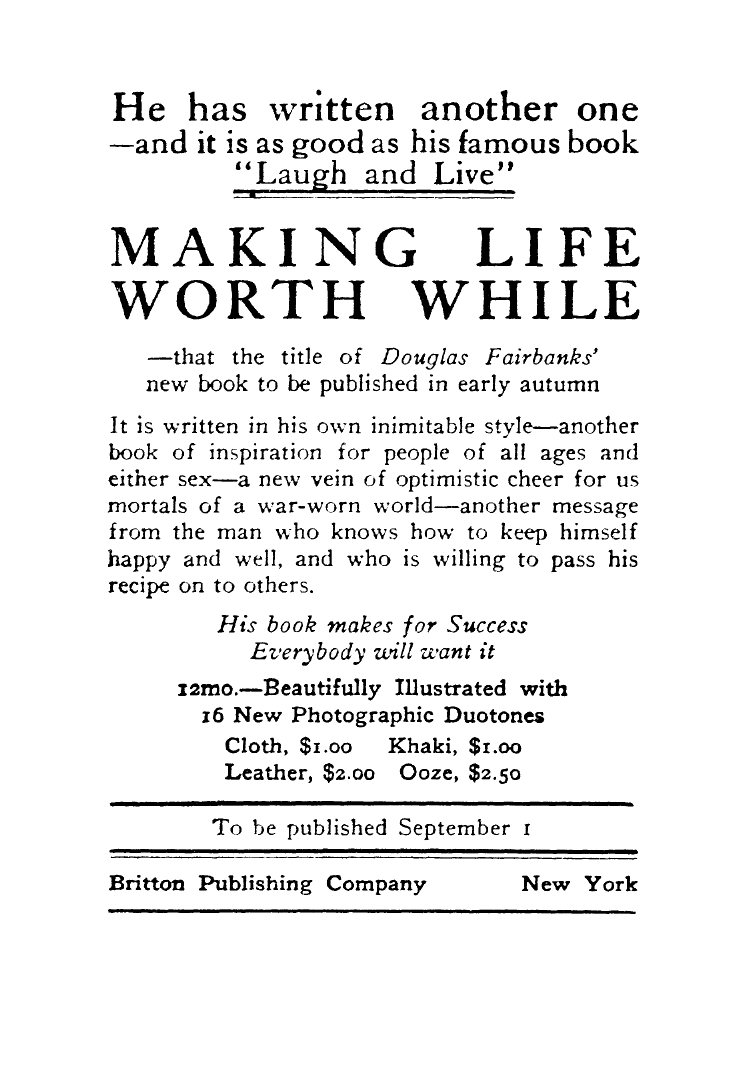 He has written another one
—and it is as good as his famous book
“Laugh and Live”
MAKING LIFE
WORTH WHILE
—that the title of Douglas Fairbanks’
new book to be published in early autumn
It is written in his own inimitable style—another
book of inspiration for people of all ages and
either sex—a new vein of optimistic cheer for us
mortals of a war-worn world—another message
from the man who knows how to keep himself
happy and well, and who is willing to pass his
recipe on to others.
His book makes for Success
Everybody will want it
12mo.—Beautifully Illustrated with
16 New Photographic Duotones
Cloth, $1.00 Khaki, $1.00
Leather, $2.00 Ooze, $2.50
To be published September 1
Britton Publishing Company New York